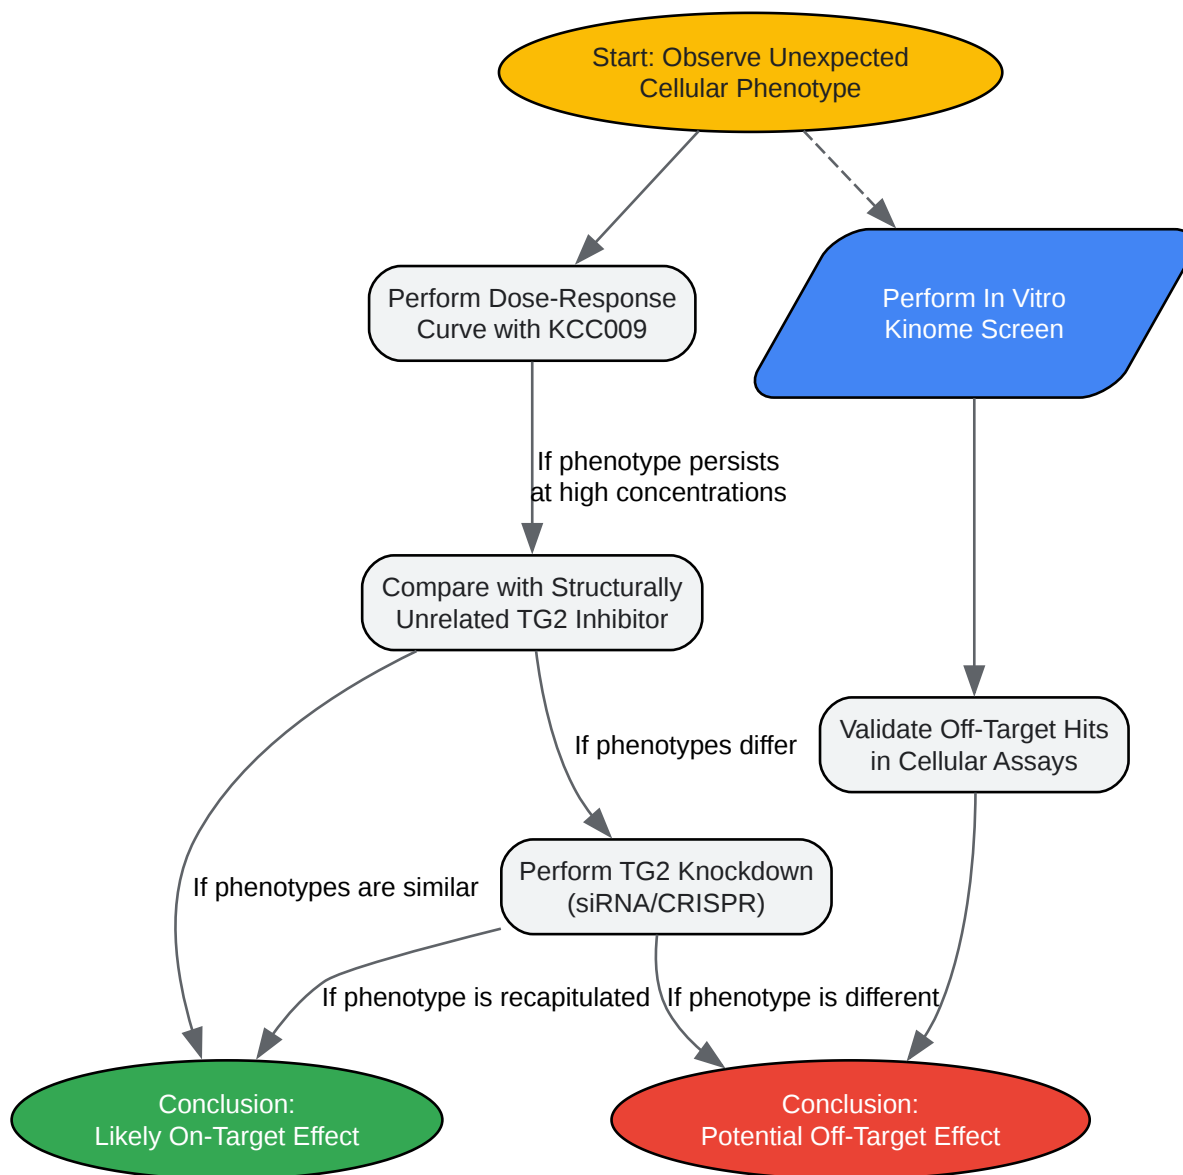 Start: Observe Unexpected
Cellular Phenotype
Perform Dose-Response
Curve with KCC009
Perform In Vitro
Kinome Screen
If phenotype persists
at high concentrations
Compare with Structurally
Unrelated TG2 Inhibitor
If phenotypes differ
Validate Off-Target Hits
in Cellular Assays
If phenotypes are similar
Perform TG2 Knockdown
(siRNA/CRISPR)
If phenotype is recapitulated
If phenotype is different
Conclusion:
Likely On-Target Effect
Conclusion:
Potential Off-Target Effect